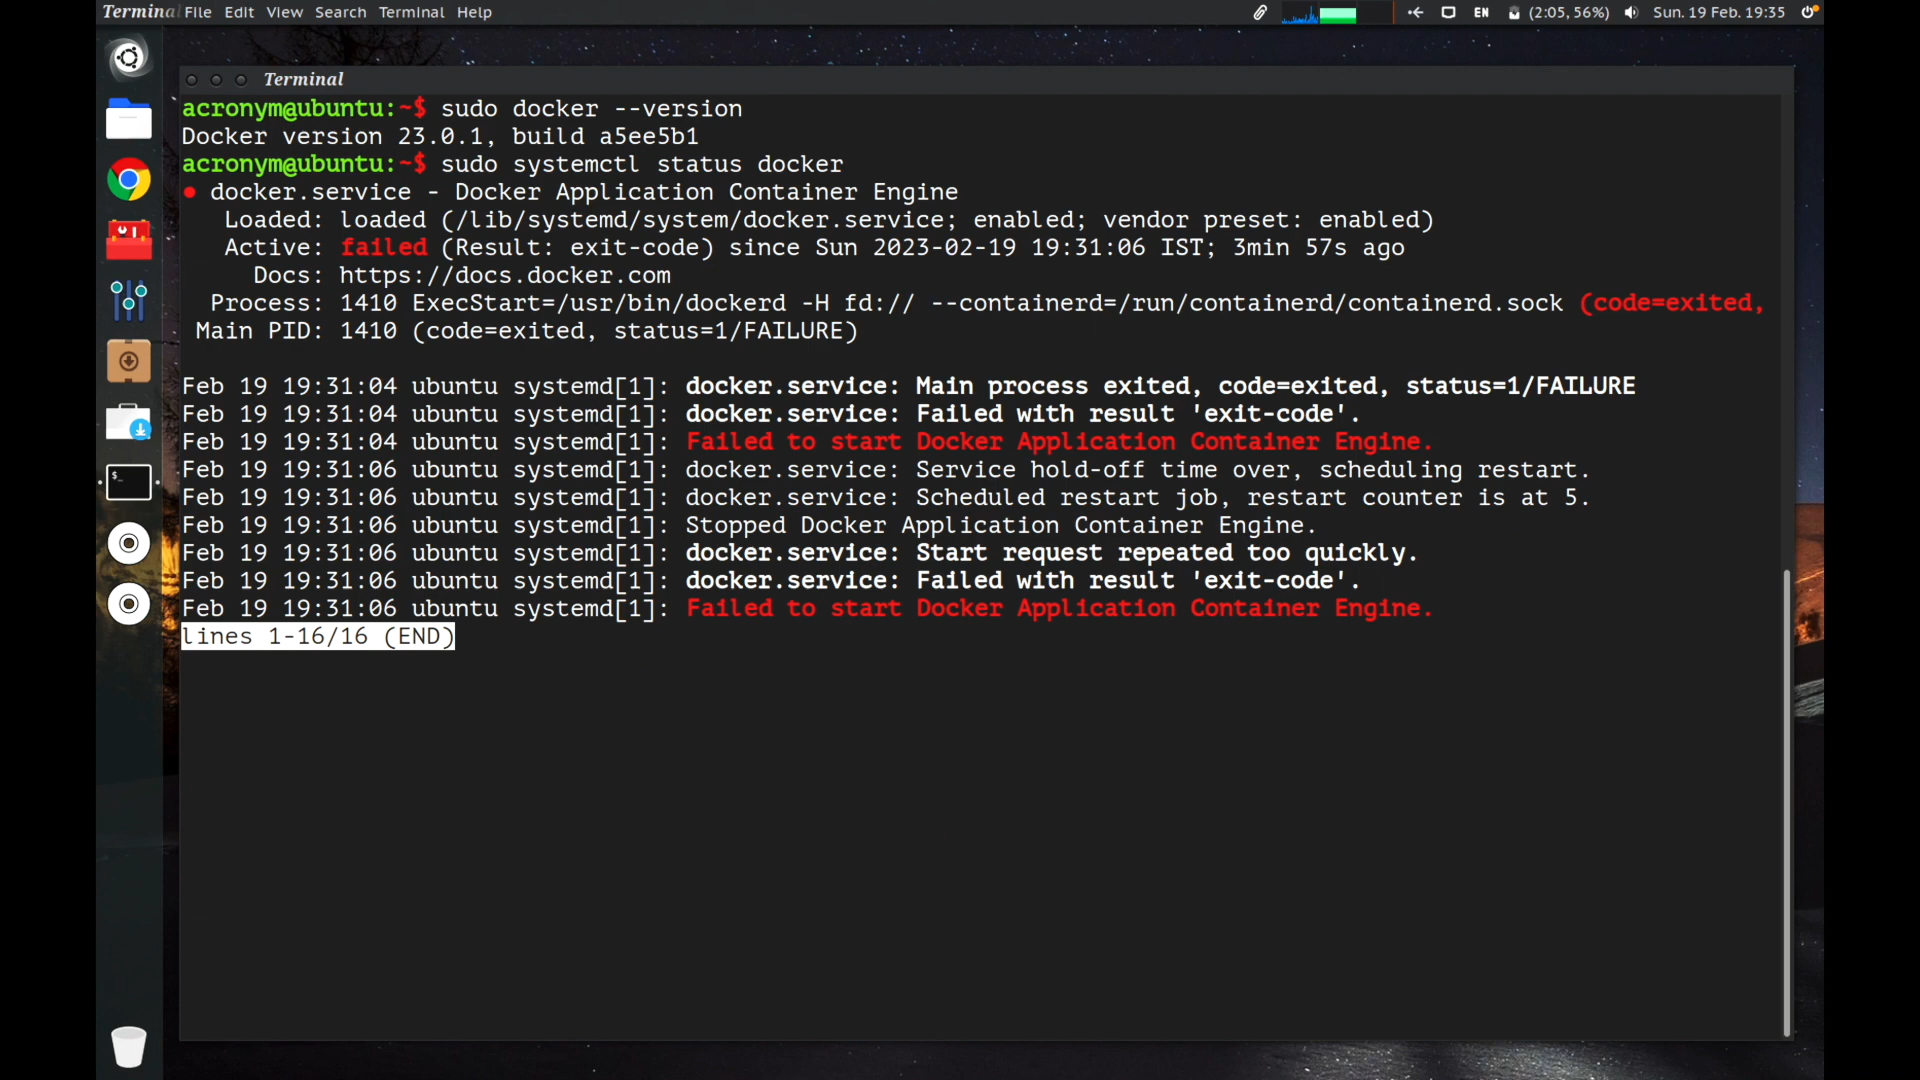 Terminal File Edit View Search Terminal Help EN (2:05, 56%) Sun. 19 Feb. 19:35
Terminal
acronym@ubuntu:~$ sudo docker --version
Docker version 23.0.1, build a5ee5b1
acronym@ubuntu:~$ sudo systemctl status docker
● docker.service - Docker Application Container Engine
Loaded: loaded (/lib/systemd/system/docker.service; enabled; vendor preset: enabled)
Active: failed (Result: exit-code) since Sun 2023-02-19 19:31:06 IST; 3min 57s ago
Docs: https://docs.docker.com
Process: 1410 ExecStart=/usr/bin/dockerd -H fd:// --containerd=/run/containerd/containerd.sock (code=exited,
Main PID: 1410 (code=exited, status=1/FAILURE)
Feb 19 19:31:04 ubuntu systemd[1]: docker.service: Main process exited, code=exited, status=1/FAILURE
Feb 19 19:31:04 ubuntu systemd[1]: docker.service: Failed with result 'exit-code'.
Feb 19 19:31:04 ubuntu systemd[1]: Failed to start Docker Application Container Engine.
Feb 19 19:31:06 ubuntu systemd[1]: docker.service: Service hold-off time over, scheduling restart.
Feb 19 19:31:06 ubuntu systemd[1]: docker.service: Scheduled restart job, restart counter is at 5.
Feb 19 19:31:06 ubuntu systemd[1]: Stopped Docker Application Container Engine.
Feb 19 19:31:06 ubuntu systemd[1]: docker.service: Start request repeated too quickly.
Feb 19 19:31:06 ubuntu systemd[1]: docker.service: Failed with result 'exit-code'.
Feb 19 19:31:06 ubuntu systemd[1]: Failed to start Docker Application Container Engine.
lines 1-16/16 (END)